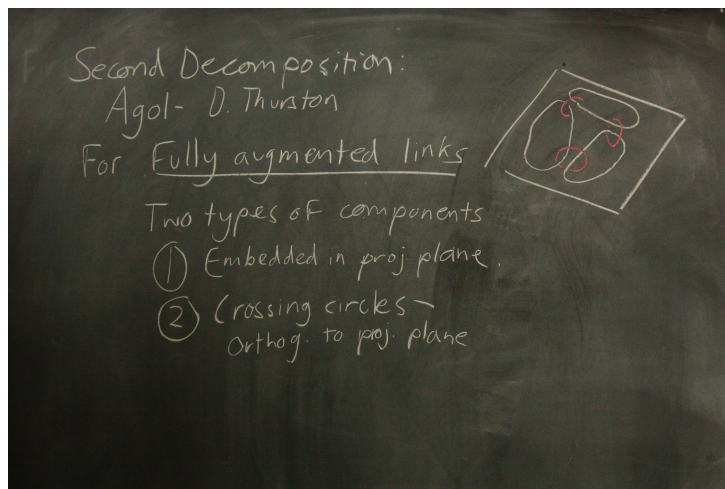 Second Decomposition:
Agol- D. Thurston
For Fully augmented links
Two types of components
① Embedded in proj plane.
② Crossing circles –
Orthog. to proj. plane